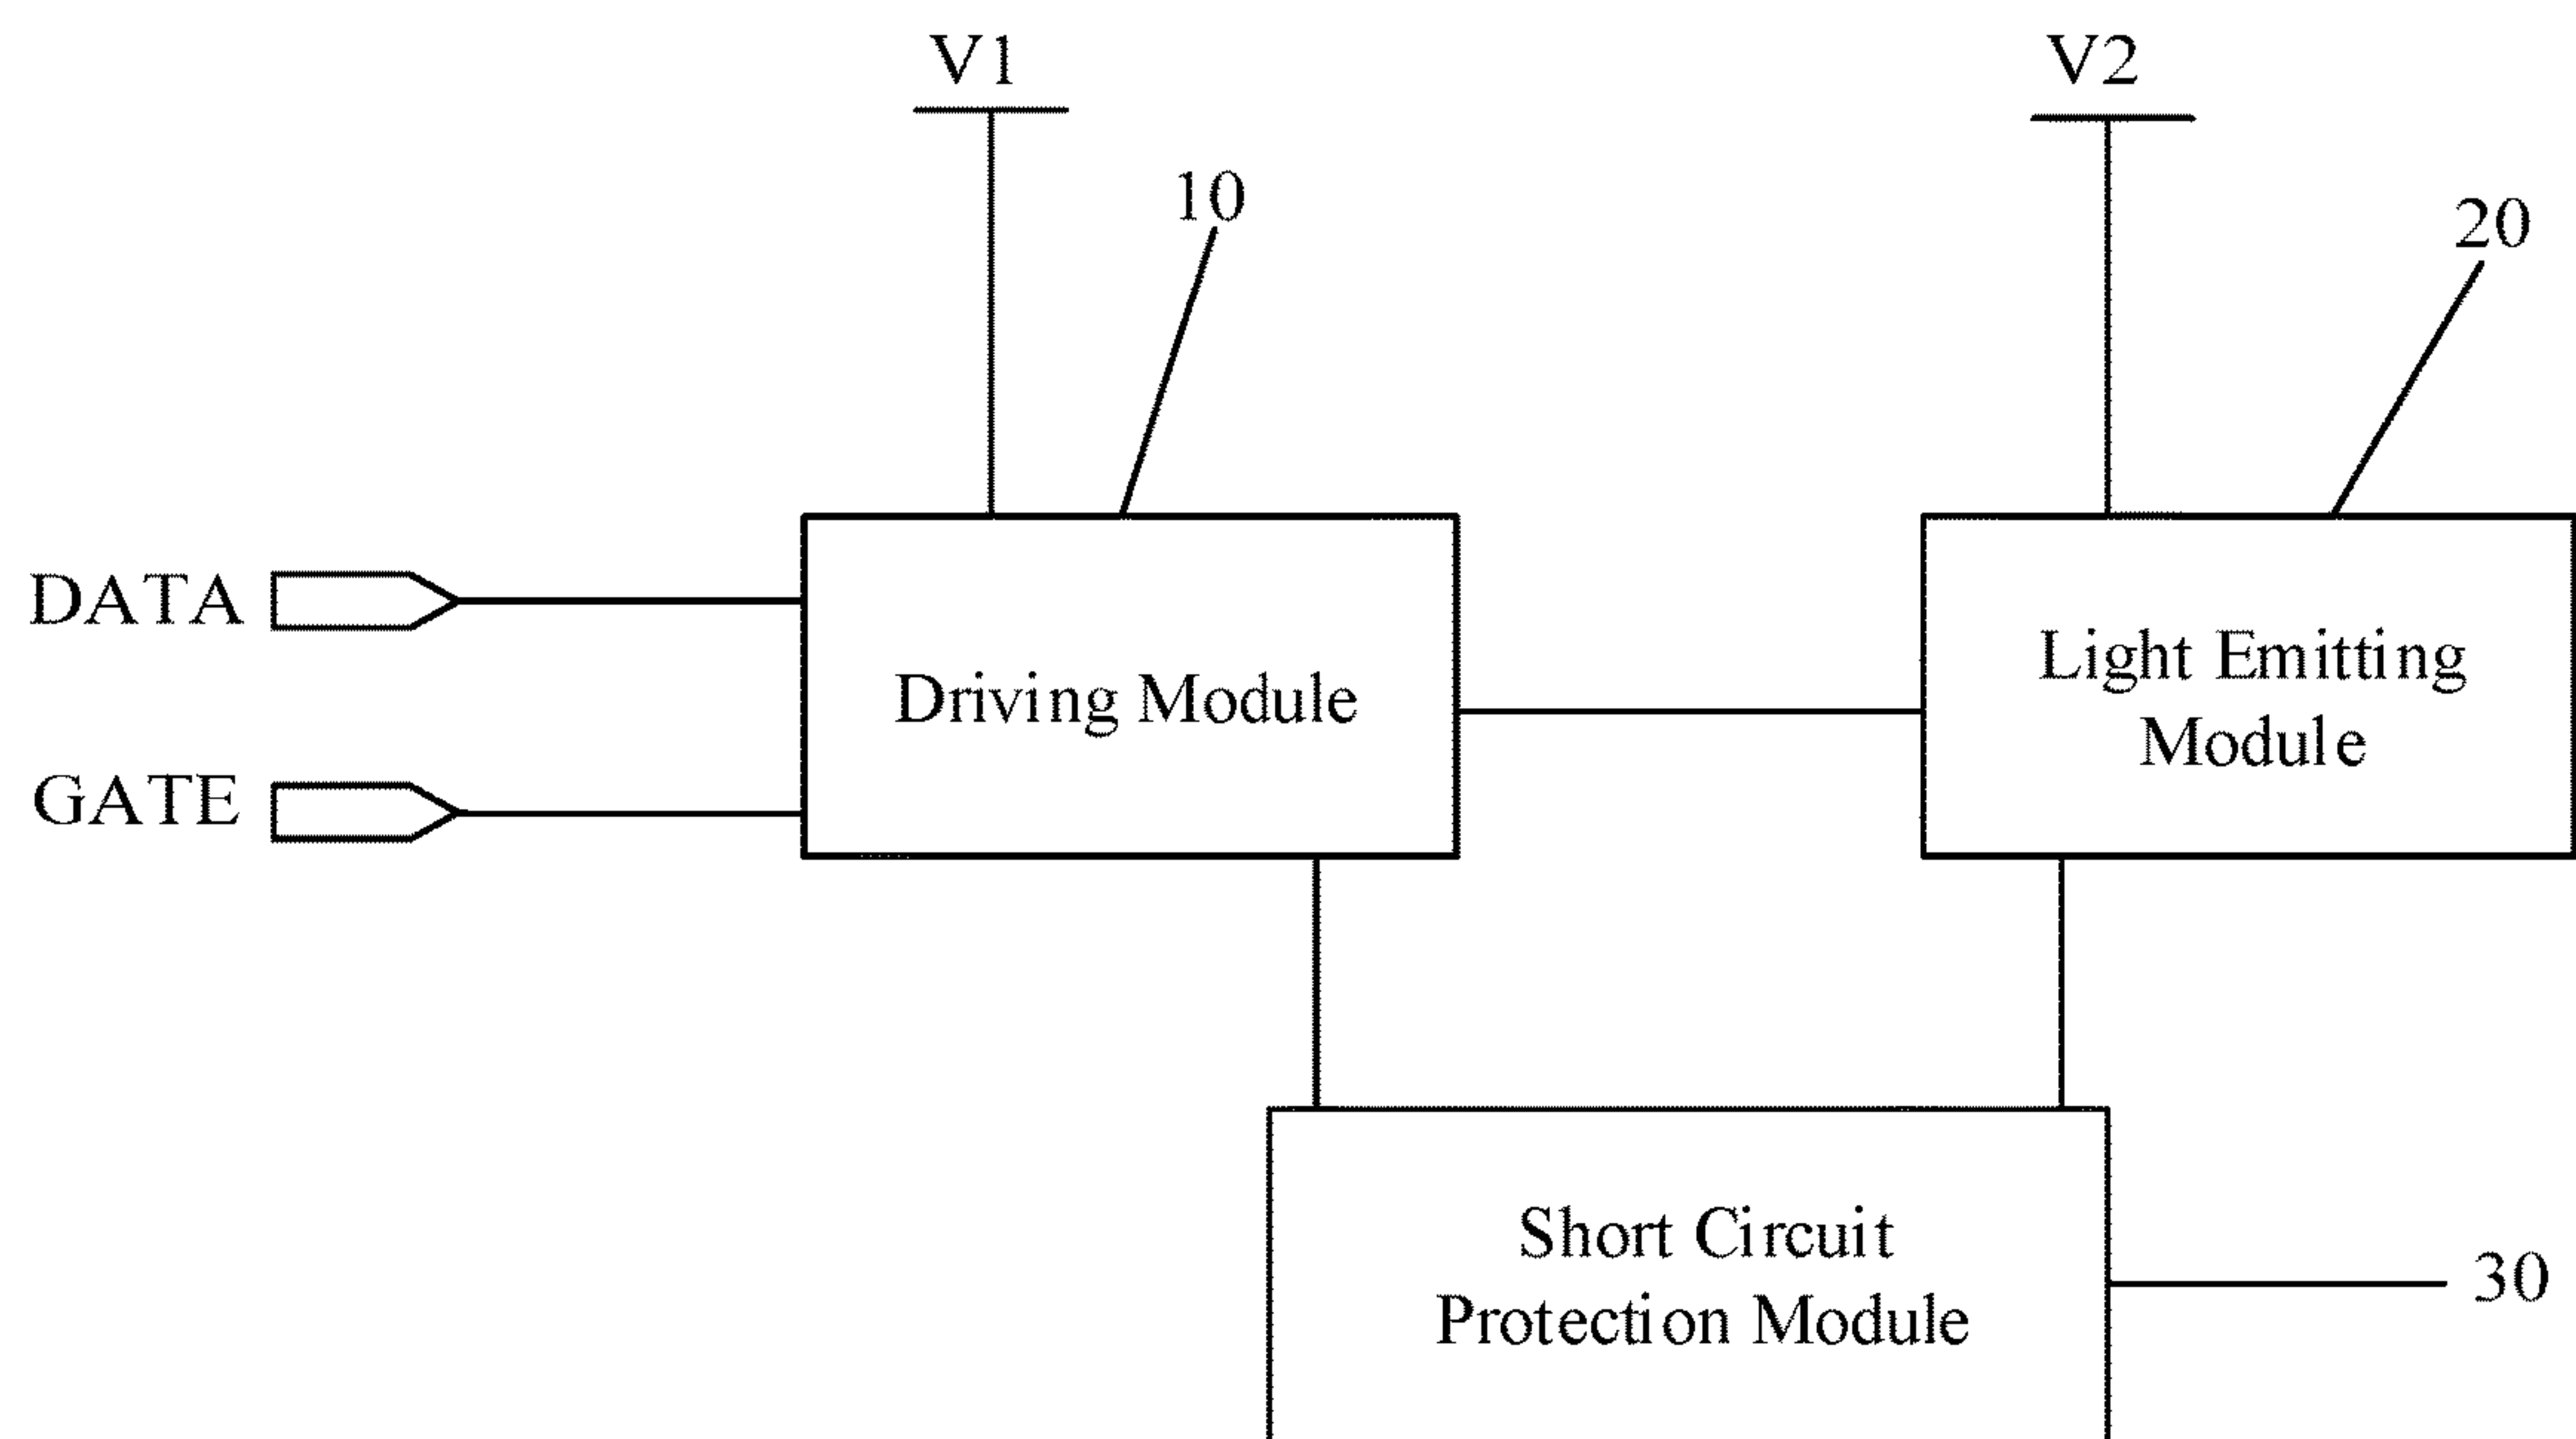 V1
V2
10
20
DATA
Driving Module
Light Emitting
Module
GATE
Short Circuit
Protection Module
30